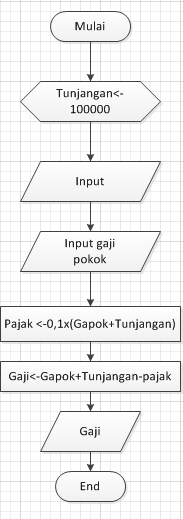 Mulai
Tunjangan<-
100000
Input
Input gaji
pokok
Pajak <-0,1x(Gapok+Tunjangan)
Gaji<-Gapok+Tunjangan-pajak
Gaji
End